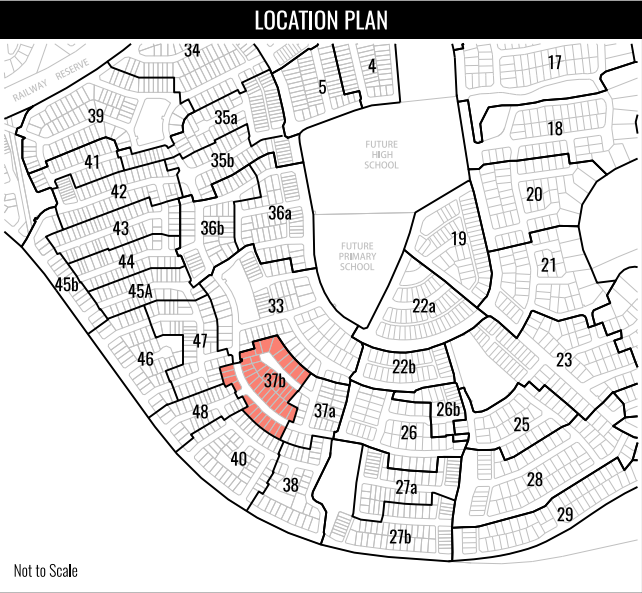 LOCATION PLAN
34
RAILWAY RESERVE
5
4
17
39
35a
18
FUTURE
HIGH
SCHOOL
41
35b
42
20
36a
43
36b
19
44
FUTURE
PRIMARY
SCHOOL
21
45b
45A
33
22a
47
46
22b
23
37b
48
37a
26b
26
25
40
38
27a
28
29
27b
Not to Scale